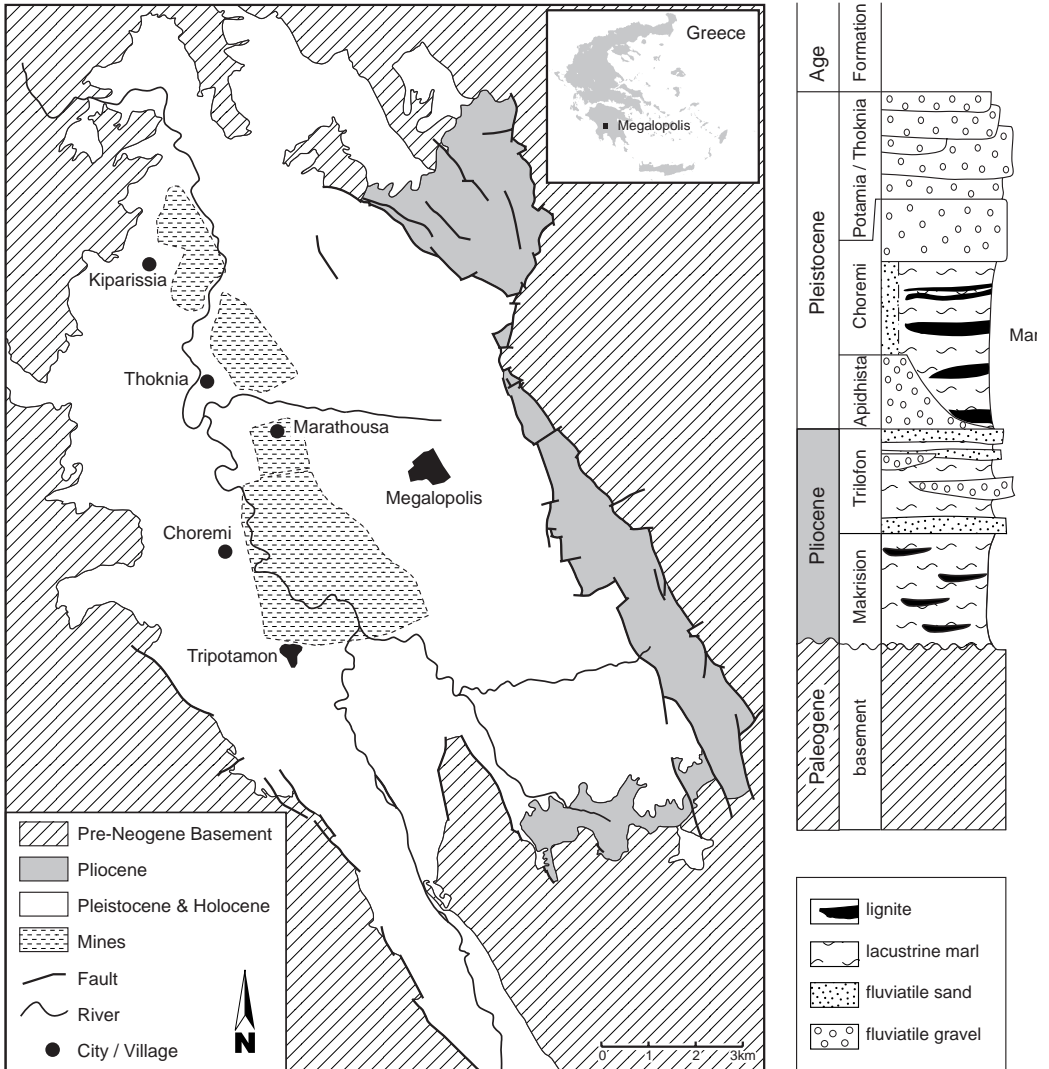 Greece
Megalopolis
Kiparissia
Thoknia
Marathousa
Megalopolis
Choremi
Tripotamon
Pre-Neogene Basement
Pliocene
Pleistocene & Holocene
Mines
Fault
River
City / Village
N
0 1 2 3km
Age
Formation
Pleistocene
Potamia / Thoknia
Choremi
Apidhista
Pliocene
Trilofon
Makrision
Paleogene
basement
Mar
lignite
lacustrine marl
fluviatile sand
fluviatile gravel